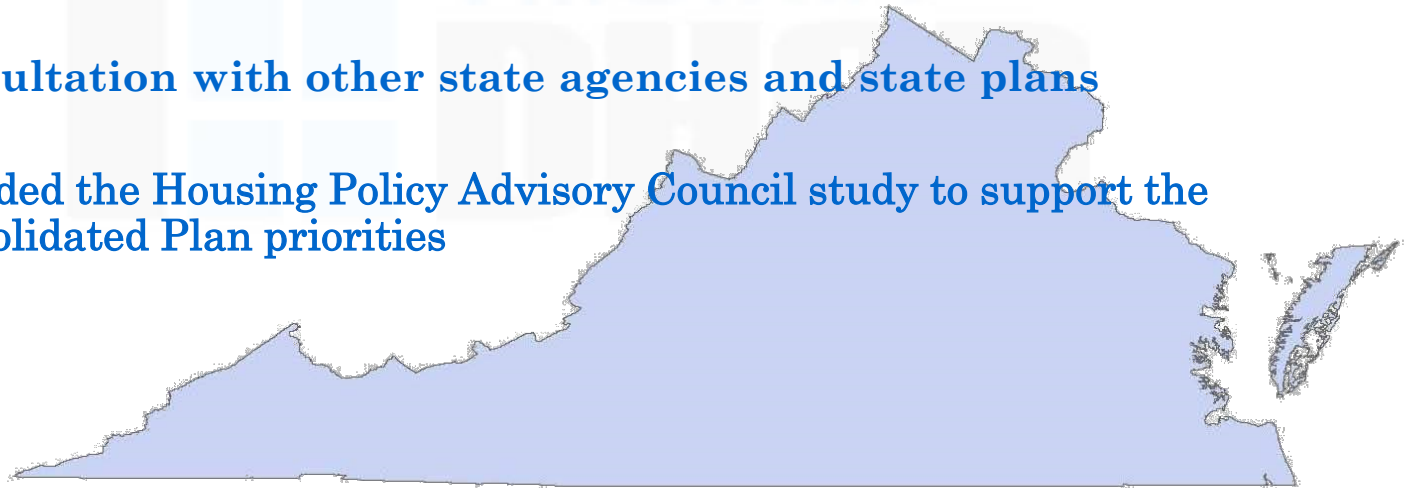 ultation with other state agencies and state plans
ded the Housing Policy Advisory Council study to support the
olidated Plan priorities